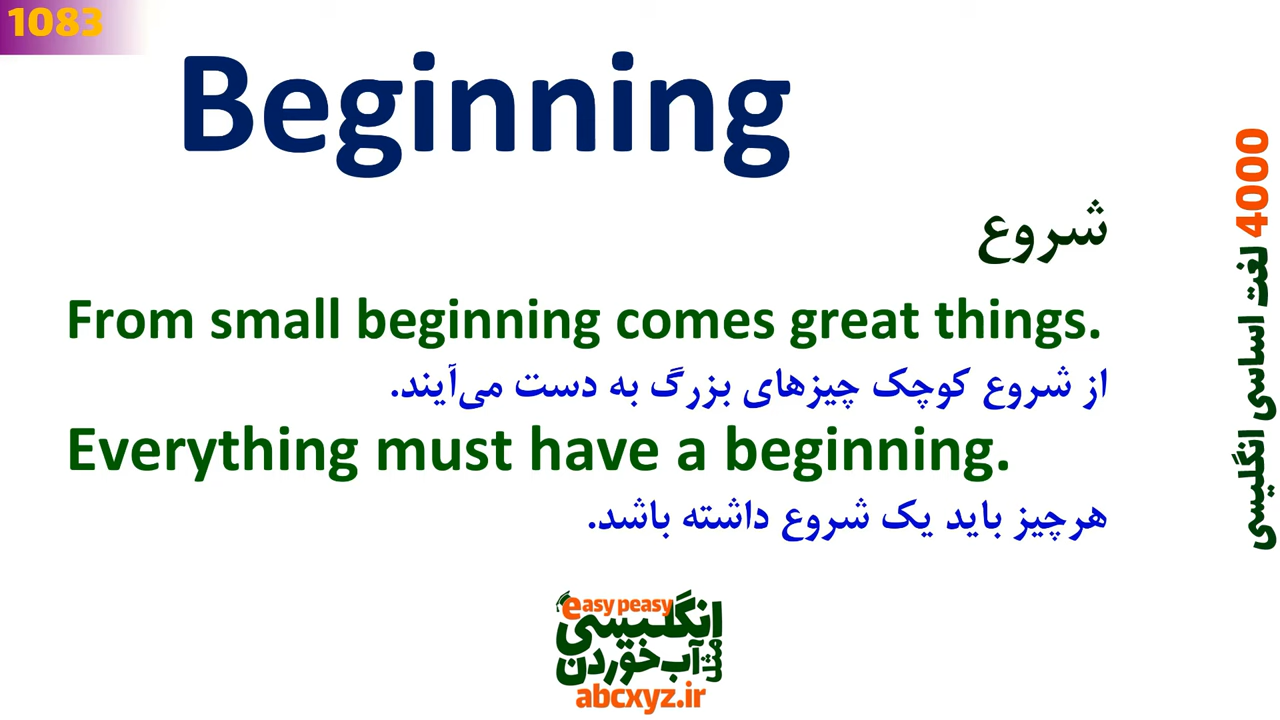 1083
Beginning
شروع
From small beginning comes great things.
از شروع کوچک چیزهای بزرگ به دست می‌آیند.
Everything must have a beginning.
هرچیز باید یک شروع داشته باشد.
4000 لغت اساسی انگلیسی
easy peasy
انگلیسی
مثل آب خوردن
abcxyz.ir